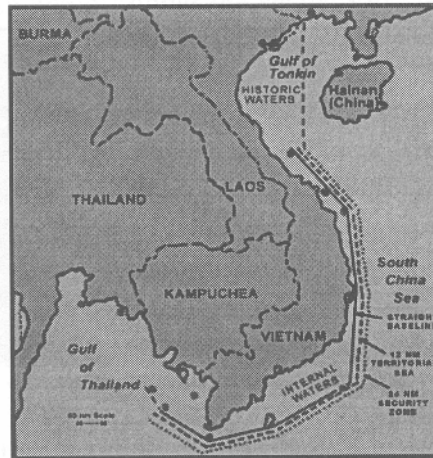 BURMA
Gulf of
Tonkin
HISTORIC
WATERS
Hainan
(China)
LAOS
THAILAND
South
China
Sea
KAMPUCHEA
STRAIGHT
BASELINE
VIETNAM
12 NM
TERRITORIAL
SEA
Gulf
of
Thailand
INTERNAL
WATERS
24 NM
SECURITY
ZONE
Scale